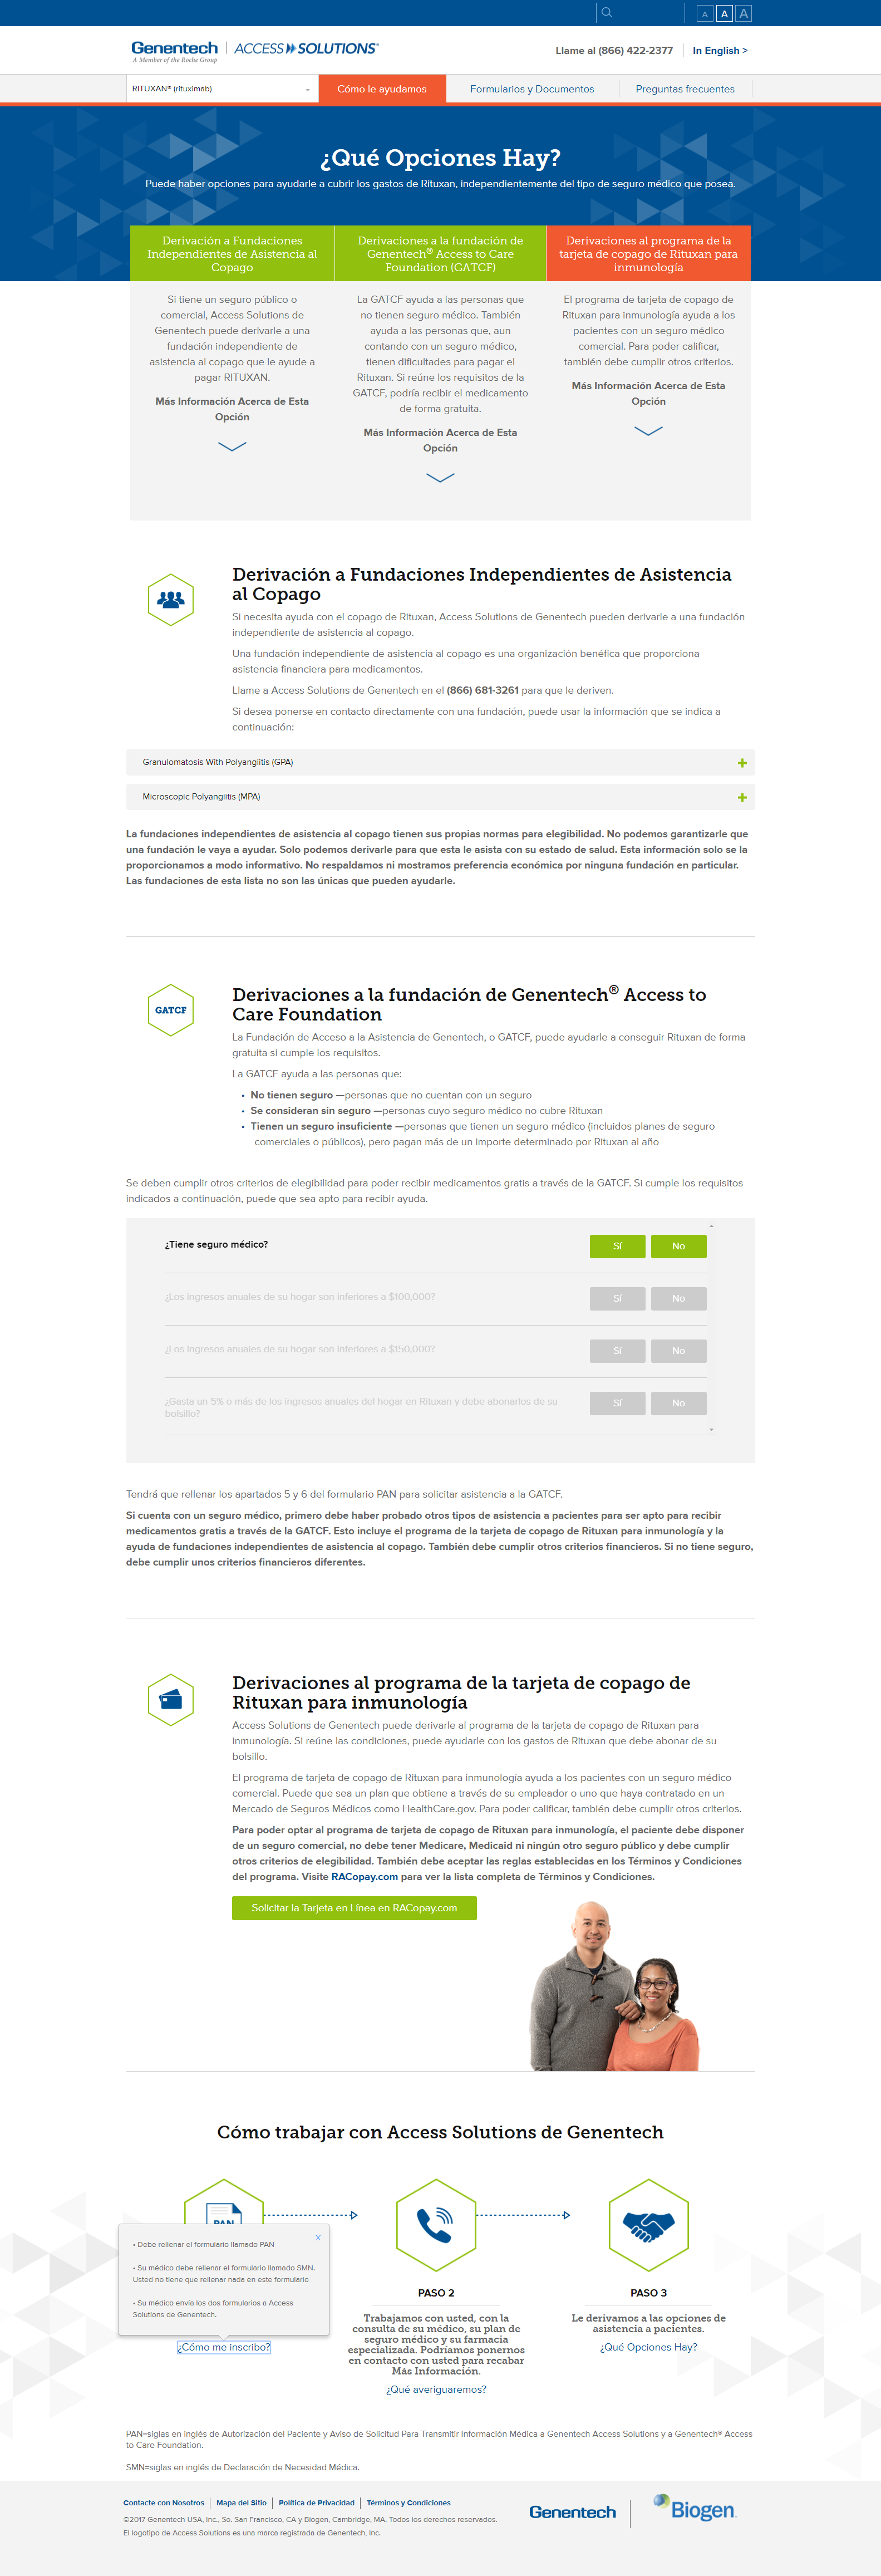 A A A
Genentech ACCESS SOLUTIONS®
A Member of the Roche Group
Llame al (866) 422-2377
In English >
RITUXAN® (rituximab)
Cómo le ayudamos
Formularios y Documentos
Preguntas frecuentes
¿Qué Opciones Hay?
Puede haber opciones para ayudarle a cubrir los gastos de Rituxan, independientemente del tipo de seguro médico que posea.
Derivación a Fundaciones
Independientes de Asistencia al
Copago
Si tiene un seguro público o
comercial, Access Solutions de
Genentech puede derivarle a una
fundación independiente de
asistencia al copago que le ayude a
pagar RITUXAN.
Más Información Acerca de Esta
Opción
Derivaciones a la fundación de
Genentech® Access to Care
Foundation (GATCF)
La GATCF ayuda a las personas que
no tienen seguro médico. También
ayuda a las personas que, aun
contando con un seguro médico,
tienen dificultades para pagar el
Rituxan. Si reúne los requisitos de la
GATCF, podría recibir el medicamento
de forma gratuita.
Más Información Acerca de Esta
Opción
Derivaciones al programa de la
tarjeta de copago de Rituxan para
inmunología
El programa de tarjeta de copago de
Rituxan para inmunología ayuda a los
pacientes con un seguro médico
comercial. Para poder calificar,
también debe cumplir otros criterios.
Más Información Acerca de Esta
Opción
Derivación a Fundaciones Independientes de Asistencia
al Copago
Si necesita ayuda con el copago de Rituxan, Access Solutions de Genentech pueden derivarle a una fundación
independiente de asistencia al copago.
Una fundación independiente de asistencia al copago es una organización benéfica que proporciona
asistencia financiera para medicamentos.
Llame a Access Solutions de Genentech en el (866) 681-3261 para que le deriven.
Si desea ponerse en contacto directamente con una fundación, puede usar la información que se indica a
continuación:
Granulomatosis With Polyangiitis (GPA)
Microscopic Polyangiitis (MPA)
La fundaciones independientes de asistencia al copago tienen sus propias normas para elegibilidad. No podemos garantizarle que
una fundación le vaya a ayudar. Solo podemos derivarle para que esta le asista con su estado de salud. Esta información solo se la
proporcionamos a modo informativo. No respaldamos ni mostramos preferencia económica por ninguna fundación en particular.
Las fundaciones de esta lista no son las únicas que pueden ayudarle.
GATCF
Derivaciones a la fundación de Genentech® Access to
Care Foundation
La Fundación de Acceso a la Asistencia de Genentech, o GATCF, puede ayudarle a conseguir Rituxan de forma
gratuita si cumple los requisitos.
La GATCF ayuda a las personas que:
• No tienen seguro —personas que no cuentan con un seguro
• Se consideran sin seguro —personas cuyo seguro médico no cubre Rituxan
• Tienen un seguro insuficiente —personas que tienen un seguro médico (incluidos planes de seguro
comerciales o públicos), pero pagan más de un importe determinado por Rituxan al año
Se deben cumplir otros criterios de elegibilidad para poder recibir medicamentos gratis a través de la GATCF. Si cumple los requisitos
indicados a continuación, puede que sea apto para recibir ayuda.
¿Tiene seguro médico? Sí No
¿Los ingresos anuales de su hogar son inferiores a $100,000? Sí No
¿Los ingresos anuales de su hogar son inferiores a $150,000? Sí No
¿Gasta un 5% o más de los ingresos anuales del hogar en Rituxan y debe abonarlos de su
bolsillo? Sí No
Tendrá que rellenar los apartados 5 y 6 del formulario PAN para solicitar asistencia a la GATCF.
Si cuenta con un seguro médico, primero debe haber probado otros tipos de asistencia a pacientes para ser apto para recibir
medicamentos gratis a través de la GATCF. Esto incluye el programa de la tarjeta de copago de Rituxan para inmunología y la
ayuda de fundaciones independientes de asistencia al copago. También debe cumplir otros criterios financieros. Si no tiene seguro,
debe cumplir unos criterios financieros diferentes.
Derivaciones al programa de la tarjeta de copago de
Rituxan para inmunología
Access Solutions de Genentech puede derivarle al programa de la tarjeta de copago de Rituxan para
inmunología. Si reúne las condiciones, puede ayudarle con los gastos de Rituxan que debe abonar de su
bolsillo.
El programa de tarjeta de copago de Rituxan para inmunología ayuda a los pacientes con un seguro médico
comercial. Puede que sea un plan que obtiene a través de su empleador o uno que haya contratado en un
Mercado de Seguros Médicos como HealthCare.gov. Para poder calificar, también debe cumplir otros criterios.
Para poder optar al programa de tarjeta de copago de Rituxan para inmunología, el paciente debe disponer
de un seguro comercial, no debe tener Medicare, Medicaid ni ningún otro seguro público y debe cumplir
otros criterios de elegibilidad. También debe aceptar las reglas establecidas en los Términos y Condiciones
del programa. Visite RACopay.com para ver la lista completa de Términos y Condiciones.
Solicitar la Tarjeta en Línea en RACopay.com
Cómo trabajar con Access Solutions de Genentech
PAN
X
• Debe rellenar el formulario llamado PAN
• Su médico debe rellenar el formulario llamado SMN.
Usted no tiene que rellenar nada en este formulario
• Su médico envía los dos formularios a Access
Solutions de Genentech.
¿Cómo me inscribo?
PASO 2
Trabajamos con usted, con la
consulta de su médico, su plan de
seguro médico y su farmacia
especializada. Podríamos ponernos
en contacto con usted para recabar
Más Información.
¿Qué averiguaremos?
PASO 3
Le derivamos a las opciones de
asistencia a pacientes.
¿Qué Opciones Hay?
PAN=siglas en inglés de Autorización del Paciente y Aviso de Solicitud Para Transmitir Información Médica a Genentech Access Solutions y a Genentech® Access
to Care Foundation.
SMN=siglas en inglés de Declaración de Necesidad Médica.
Contacte con Nosotros
Mapa del Sitio
Política de Privacidad
Términos y Condiciones
©2017 Genentech USA, Inc., So. San Francisco, CA y Biogen, Cambridge, MA. Todos los derechos reservados.
El logotipo de Access Solutions es una marca registrada de Genentech, Inc.
Genentech
Biogen